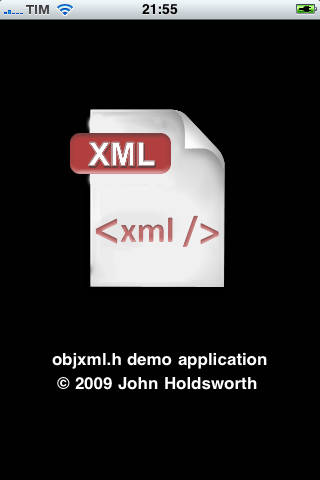 TIM 21:55
XML
<xml />
objxml.h demo application
© 2009 John Holdsworth